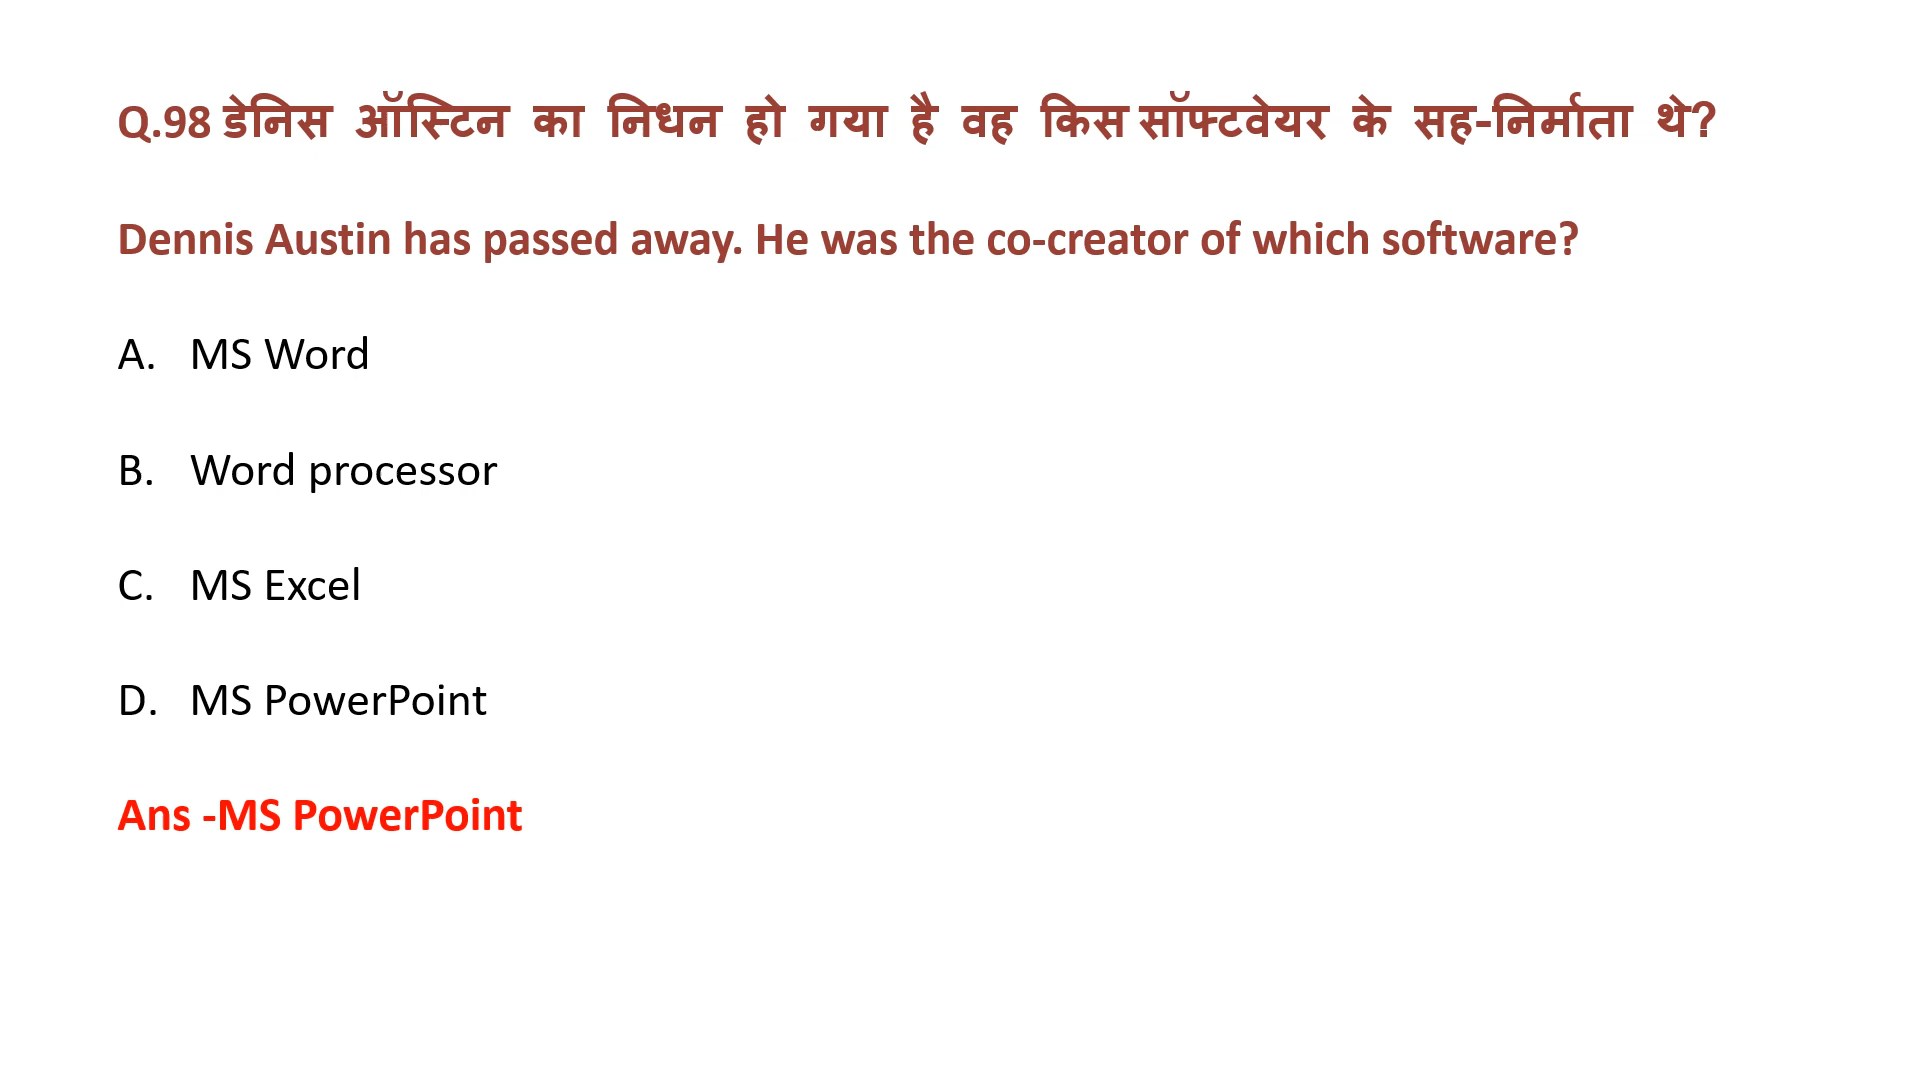 Q.98 डेनिस ऑस्टिन का निधन हो गया है वह किस सॉफ्टवेयर के सह-निर्माता थे?
Dennis Austin has passed away. He was the co-creator of which software?
A. MS Word
B. Word processor
C. MS Excel
D. MS PowerPoint
Ans -MS PowerPoint